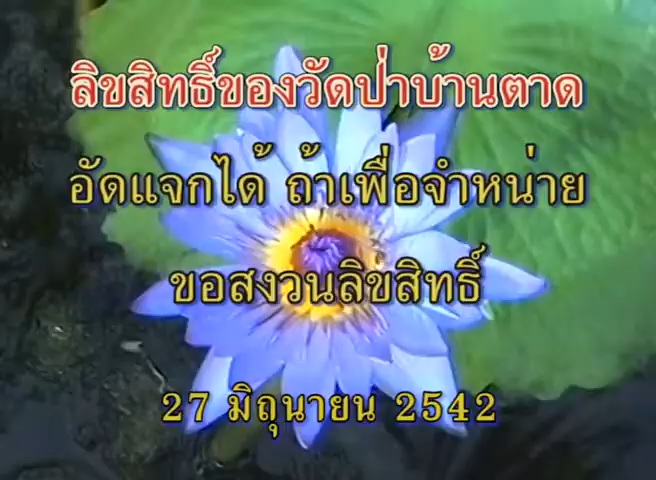 ลิขสิทธิ์ของวัดป่าบ้านตาด
อัดแจกได้ ถ้าเพื่อจำหน่าย
ขอสงวนลิขสิทธิ์
27 มิถุนายน 2542